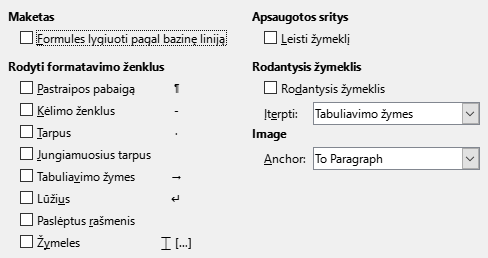 Maketas
Formules lygiuoti pagal bazinę liniją
Rodyti formatavimo ženklus
Pastraipos pabaigą ¶
Kėlimo ženklus -
Tarpus ·
Jungiamuosius tarpus
Tabuliavimo žymes →
Lūžius ↵
Paslėptus rašmenis
Žymeles ⌶ [...]
Apsaugotos sritys
Leisti žymeklį
Rodantysis žymeklis
Rodantysis žymeklis
Įterpti: Tabuliavimo žymes
Image
Anchor: To Paragraph